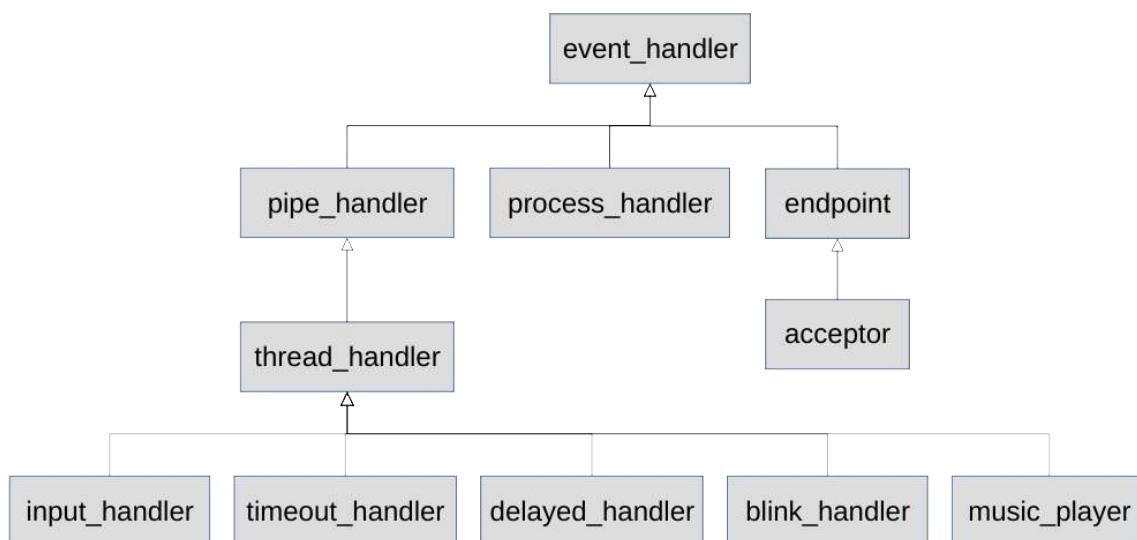 event_handler
pipe_handler
process_handler
endpoint
thread_handler
acceptor
input_handler
timeout_handler
delayed_handler
blink_handler
music_player